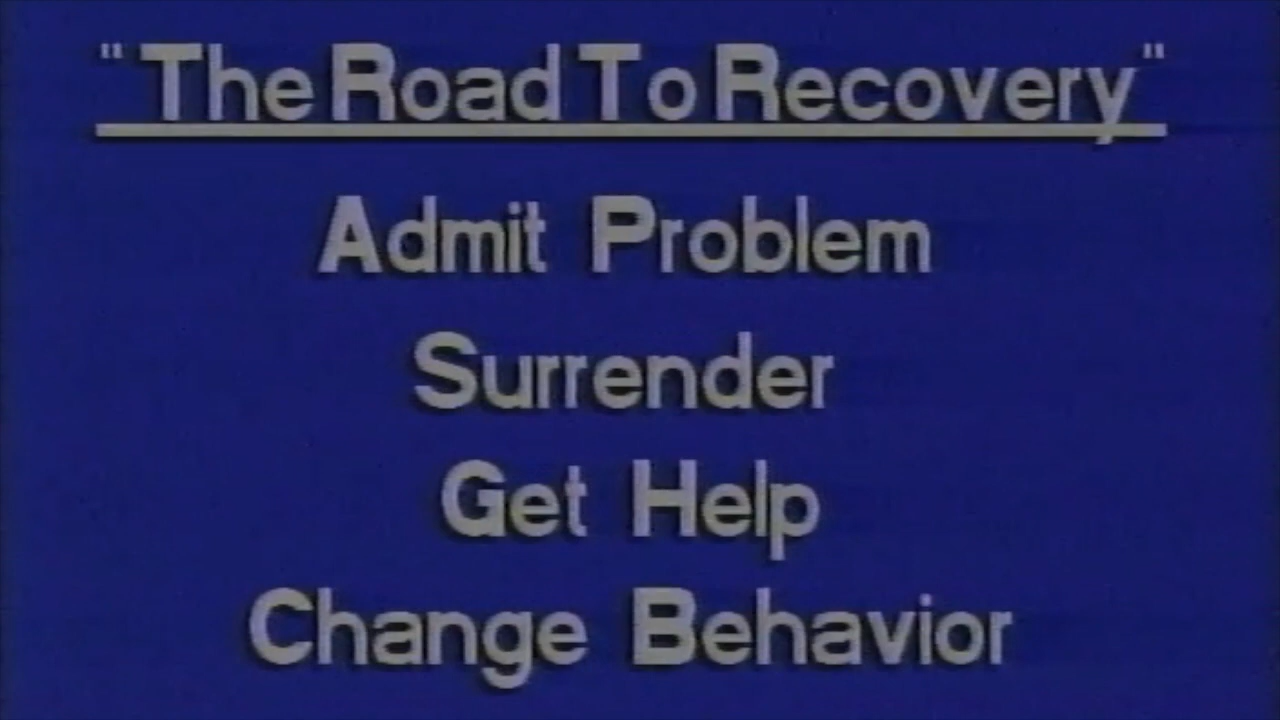 "The Road To Recovery"
Admit Problem
Surrender
Get Help
Change Behavior